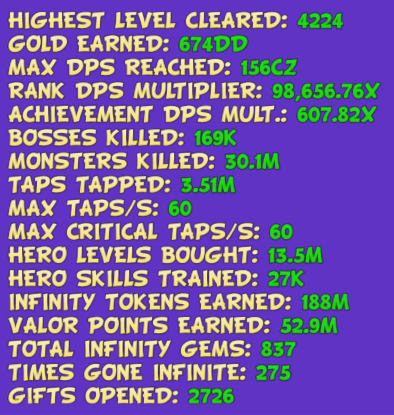 HIGHEST LEVEL CLEARED: 4224
GOLD EARNED: 674DD
MAX DPS REACHED: 156CZ
RANK DPS MULTIPLIER: 98,656.76X
ACHIEVEMENT DPS MULT.: 607.82X
BOSSES KILLED: 169K
MONSTERS KILLED: 30.1M
TAPS TAPPED: 3.51M
MAX TAPS/S: 60
MAX CRITICAL TAPS/S: 60
HERO LEVELS BOUGHT: 13.5M
HERO SKILLS TRAINED: 27K
INFINITY TOKENS EARNED: 188M
VALOR POINTS EARNED: 52.9M
TOTAL INFINITY GEMS: 837
TIMES GONE INFINITE: 275
GIFTS OPENED: 2726